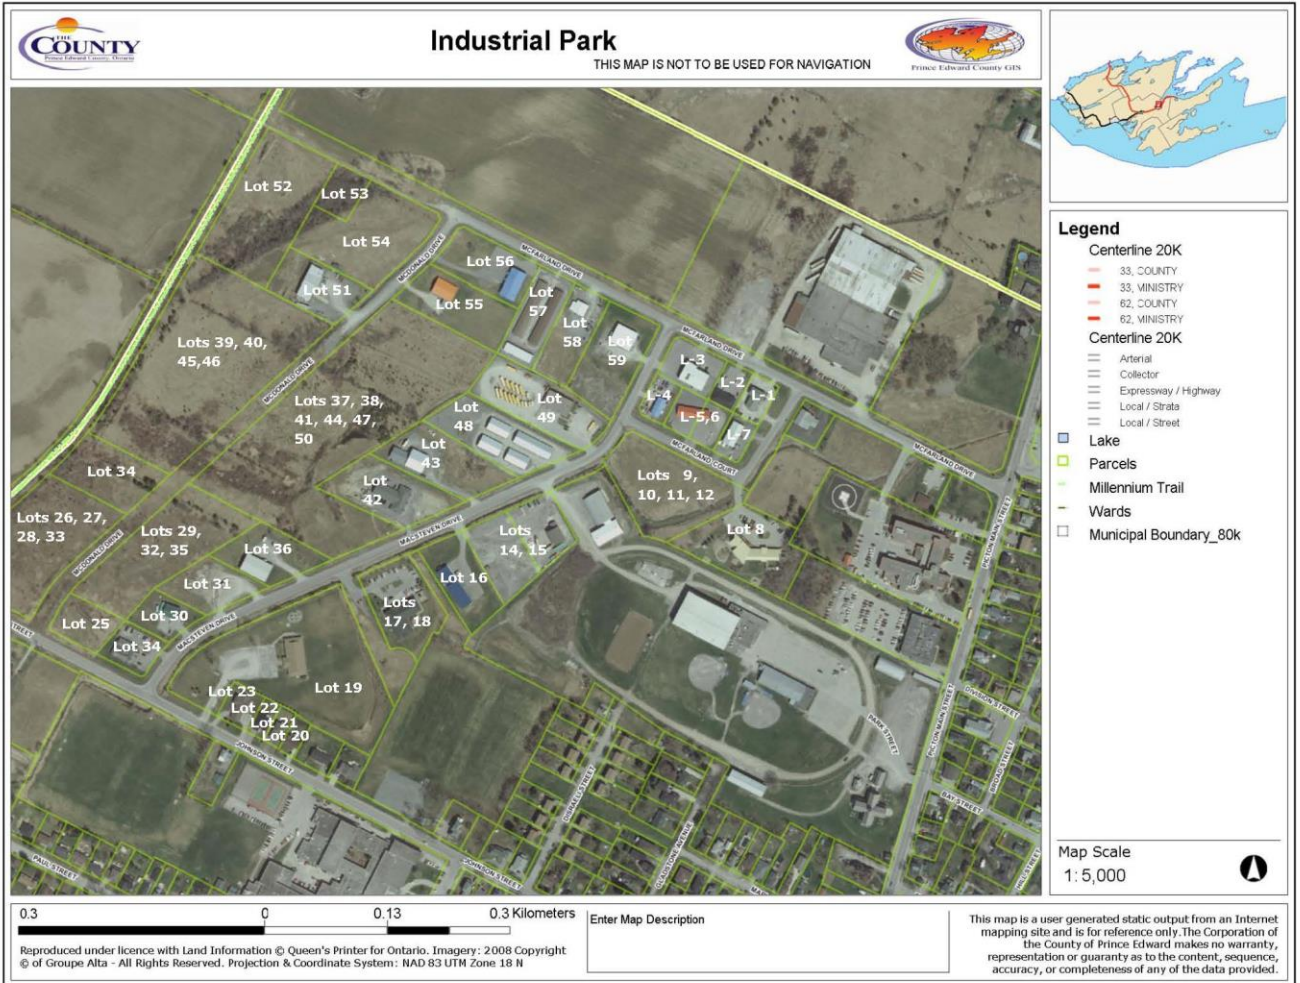 THE
COUNTY
Prince Edward County, Ontario
Industrial Park
THIS MAP IS NOT TO BE USED FOR NAVIGATION
Prince Edward County GIS
Lot 52
Lot 53
Lot 54
MCDONALD DRIVE
MCFARLAND DRIVE
Lot 56
Lot 51
Lot 55
Lot
57
Lot
58
Lot
59
MCFARLAND DRIVE
Lots 39, 40,
45,46
MCDONALD DRIVE
L-3
L-2
L-1
L-4
L-5,6
L-7
Lots 37, 38,
41, 44, 47,
50
Lot
49
Lot
48
Lot
43
Lot
42
MCFARLAND COURT
MCFARLAND DRIVE
Lots 9,
10, 11, 12
Lot 34
Lots 26, 27,
28, 33
Lots 29,
32, 35
MCDONALD DRIVE
MACSTEVEN DRIVE
Lots
14, 15
Lot 8
PICTON MAIN STREET
Lot 36
Lot 31
Lot 16
Lot 30
Lots
17, 18
Lot 25
Lot 34
MACSTEVEN DRIVE
STREET
Lot 19
Lot 23
Lot 22
Lot 21
Lot 20
JOHNSON STREET
PARK STREET
PICTON MAIN STREET
DIVISION STREET
BROAD STREET
BAY STREET
HILL STREET
DISRAELI STREET
GLADSTONE AVENUE
JOHNSON STREET
PAUL STREET
Legend
Centerline 20K
33, COUNTY
33, MINISTRY
62, COUNTY
62, MINISTRY
Centerline 20K
Arterial
Collector
Expressway / Highway
Local / Strata
Local / Street
Lake
Parcels
Millennium Trail
Wards
Municipal Boundary_80k
Map Scale
1: 5,000
0.3 0 0.13 0.3 Kilometers
Reproduced under licence with Land Information © Queen's Printer for Ontario. Imagery: 2008 Copyright
© of Groupe Alta - All Rights Reserved. Projection & Coordinate System: NAD 83 UTM Zone 18 N
Enter Map Description
This map is a user generated static output from an Internet
mapping site and is for reference only.The Corporation of
the County of Prince Edward makes no warranty,
representation or guaranty as to the content, sequence,
accuracy, or completeness of any of the data provided.